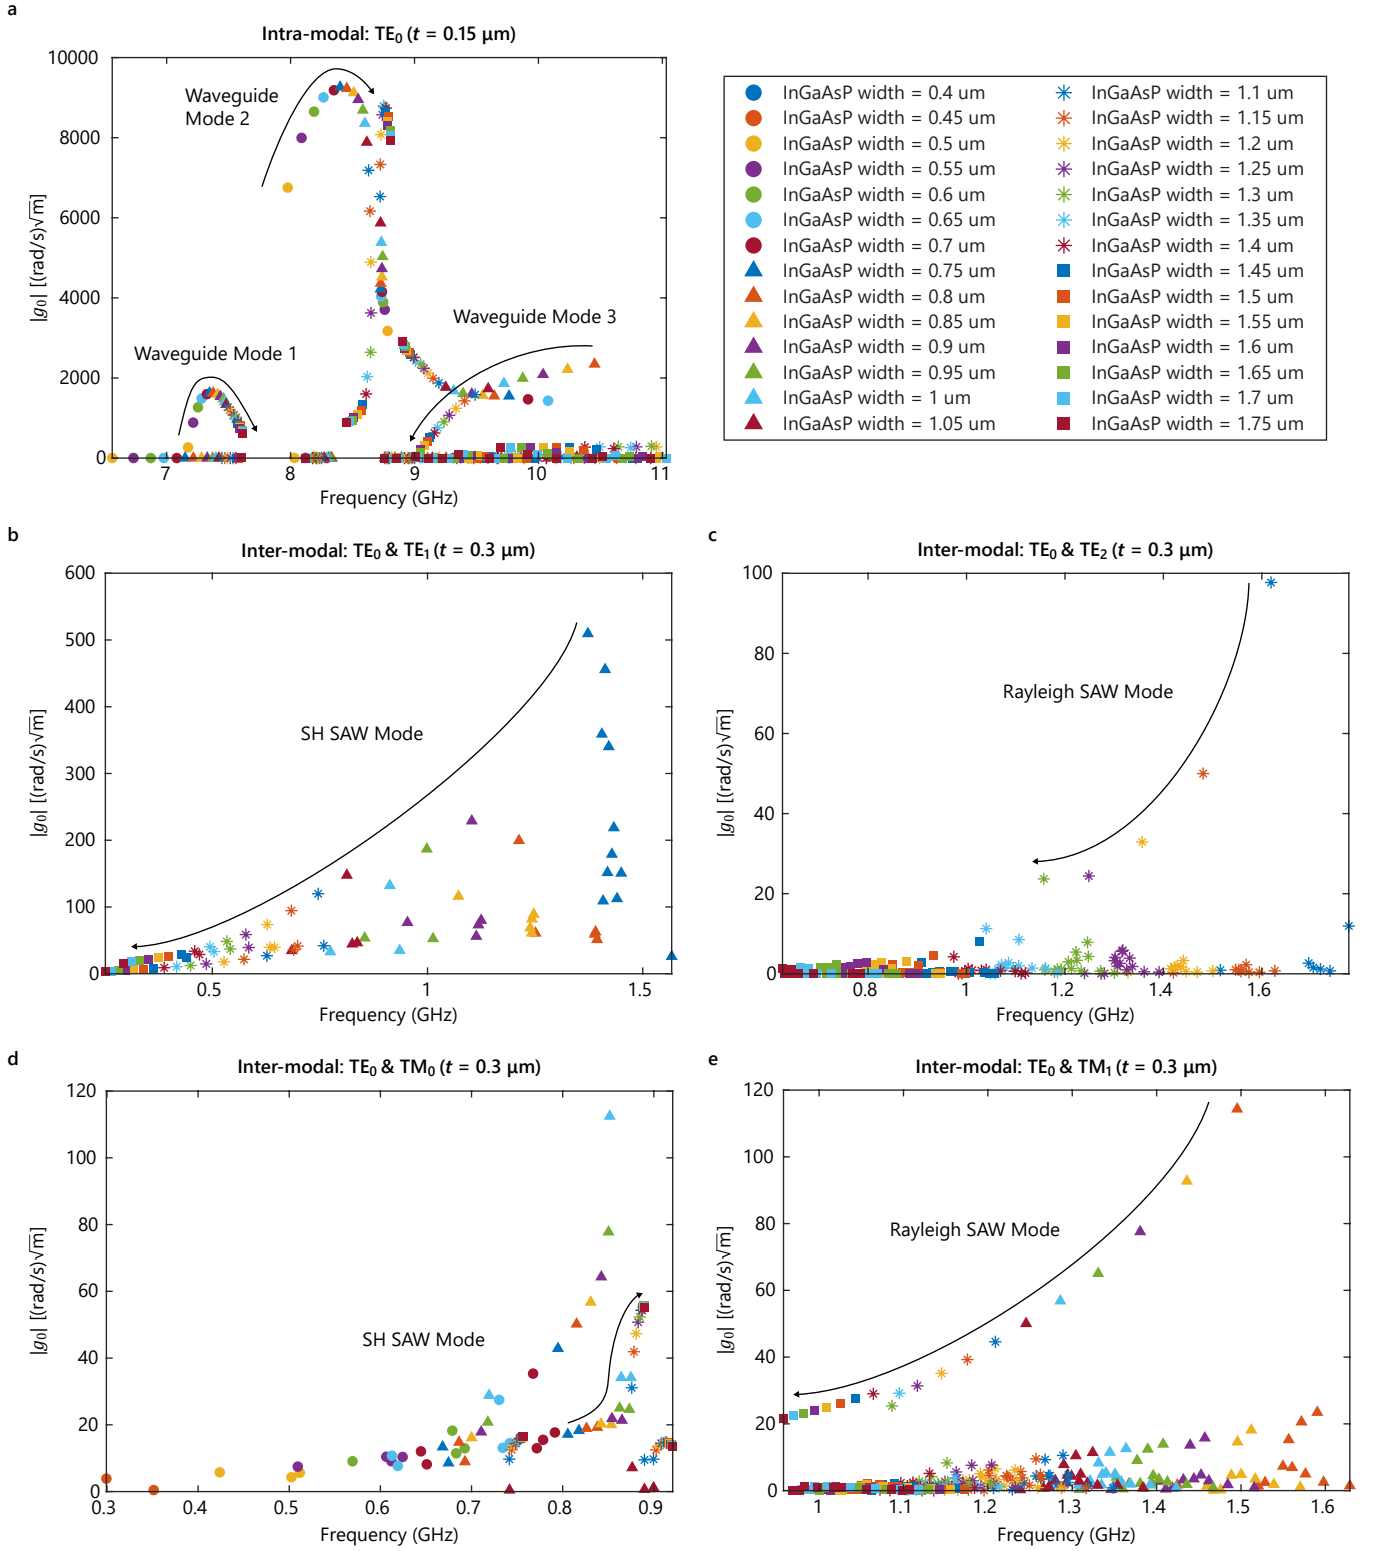 a
Intra-modal: TE₀ (t = 0.15 μm)
10000
8000
6000
4000
2000
0
|g₀| [(rad/s)√m]
Waveguide
Mode 2
Waveguide Mode 1
Waveguide Mode 3
7
8
9
10
11
Frequency (GHz)
InGaAsP width = 0.4 um
InGaAsP width = 0.45 um
InGaAsP width = 0.5 um
InGaAsP width = 0.55 um
InGaAsP width = 0.6 um
InGaAsP width = 0.65 um
InGaAsP width = 0.7 um
InGaAsP width = 0.75 um
InGaAsP width = 0.8 um
InGaAsP width = 0.85 um
InGaAsP width = 0.9 um
InGaAsP width = 0.95 um
InGaAsP width = 1 um
InGaAsP width = 1.05 um
InGaAsP width = 1.1 um
InGaAsP width = 1.15 um
InGaAsP width = 1.2 um
InGaAsP width = 1.25 um
InGaAsP width = 1.3 um
InGaAsP width = 1.35 um
InGaAsP width = 1.4 um
InGaAsP width = 1.45 um
InGaAsP width = 1.5 um
InGaAsP width = 1.55 um
InGaAsP width = 1.6 um
InGaAsP width = 1.65 um
InGaAsP width = 1.7 um
InGaAsP width = 1.75 um
b
Inter-modal: TE₀ & TE₁ (t = 0.3 μm)
600
500
400
300
200
100
0
|g₀| [(rad/s)√m]
SH SAW Mode
0.5
1
1.5
Frequency (GHz)
c
Inter-modal: TE₀ & TE₂ (t = 0.3 μm)
100
80
60
40
20
0
|g₀| [(rad/s)√m]
Rayleigh SAW Mode
0.8
1
1.2
1.4
1.6
Frequency (GHz)
d
Inter-modal: TE₀ & TM₀ (t = 0.3 μm)
120
100
80
60
40
20
0
|g₀| [(rad/s)√m]
SH SAW Mode
0.3
0.4
0.5
0.6
0.7
0.8
0.9
Frequency (GHz)
e
Inter-modal: TE₀ & TM₁ (t = 0.3 μm)
120
100
80
60
40
20
0
|g₀| [(rad/s)√m]
Rayleigh SAW Mode
1
1.1
1.2
1.3
1.4
1.5
1.6
Frequency (GHz)